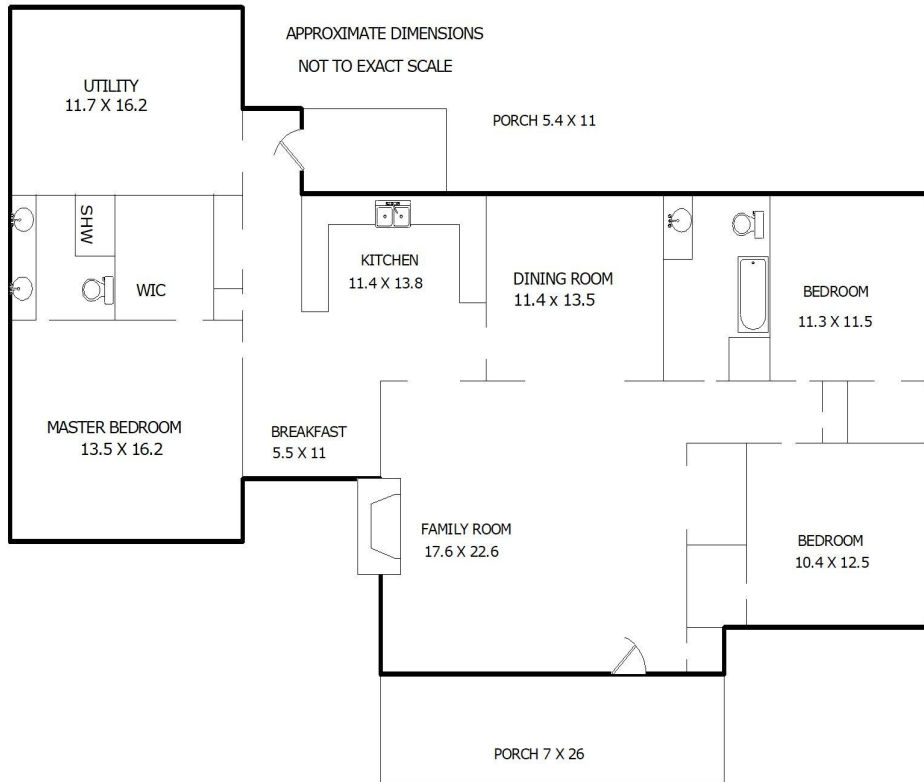 APPROXIMATE DIMENSIONS
NOT TO EXACT SCALE
UTILITY
11.7 X 16.2
PORCH 5.4 X 11
SHW
WIC
KITCHEN
11.4 X 13.8
DINING ROOM
11.4 x 13.5
BEDROOM
11.3 X 11.5
MASTER BEDROOM
13.5 X 16.2
BREAKFAST
5.5 X 11
FAMILY ROOM
17.6 X 22.6
BEDROOM
10.4 X 12.5
PORCH 7 X 26